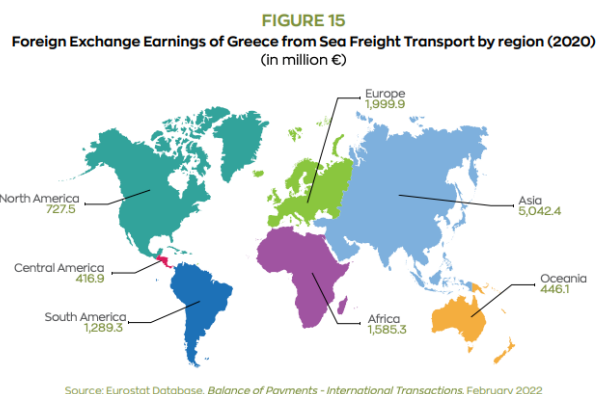 FIGURE 15
Foreign Exchange Earnings of Greece from Sea Freight Transport by region (2020)
(in million €)
Europe
1,999.9
North America
727.5
Asia
5,042.4
Central America
416.9
Oceania
446.1
South America
1,289.3
Africa
1,585.3
Source: Eurostat Database, Balance of Payments - International Transactions, February 2022